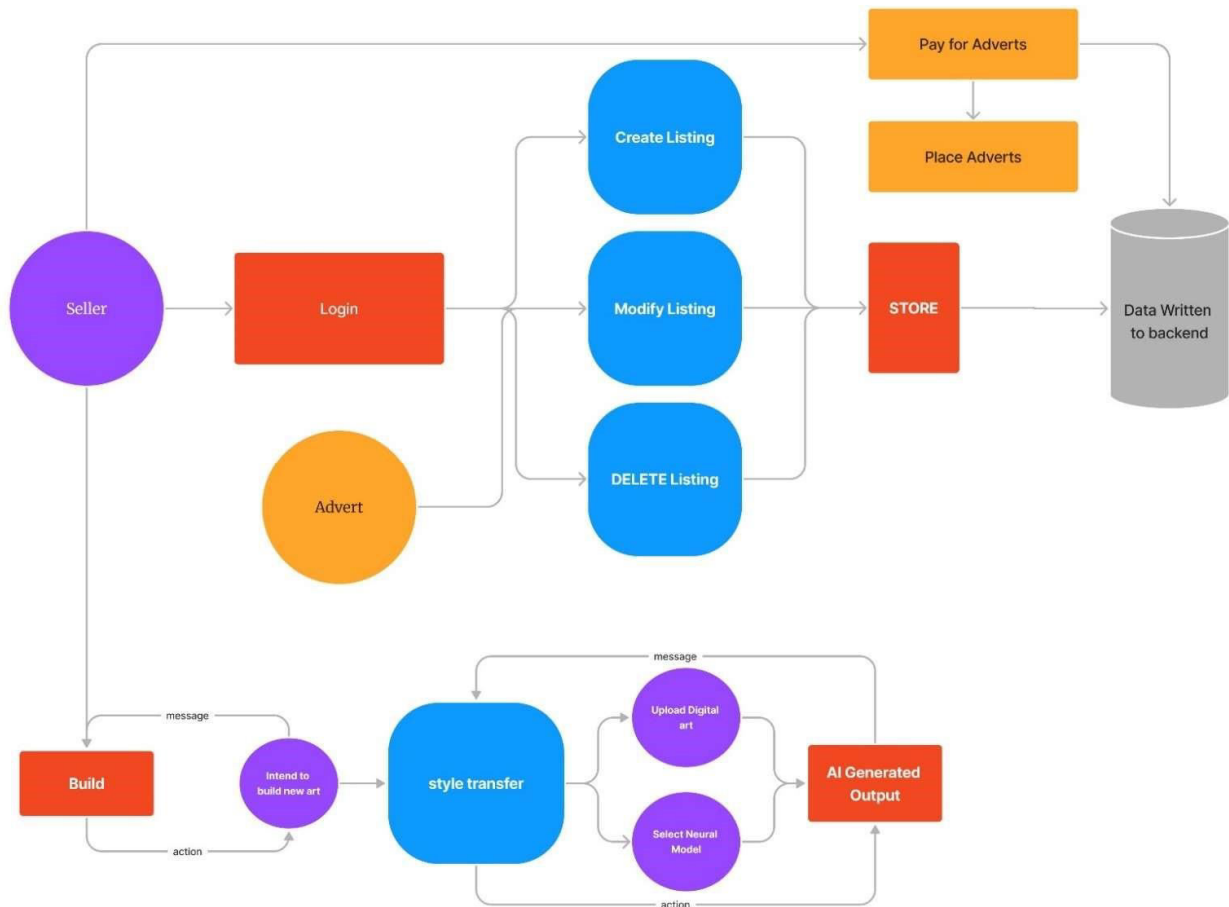 Pay for Adverts
Create Listing
Place Adverts
Seller
Login
Modify Listing
STORE
Data Written
to backend
Advert
DELETE Listing
message
message
Upload Digital
art
Build
Intend to
build new art
style transfer
AI Generated
Output
Select Neural
Model
action
action